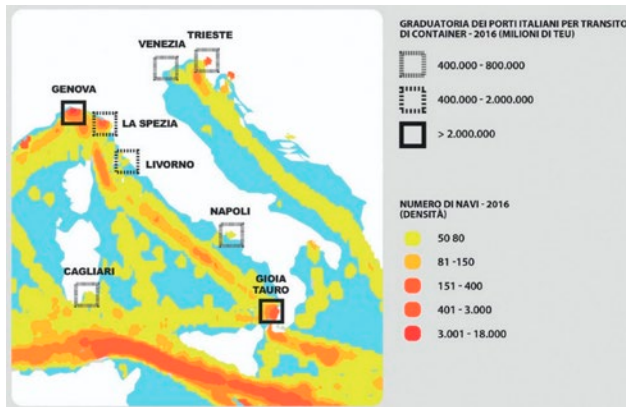 VENEZIA
TRIESTE
GENOVA
LA SPEZIA
LIVORNO
NAPOLI
CAGLIARI
GIOIA
TAURO
GRADUATORIA DEI PORTI ITALIANI PER TRANSITO
DI CONTAINER - 2016 (MILIONI DI TEU)
400.000 - 800.000
400.000 - 2.000.000
> 2.000.000
NUMERO DI NAVI - 2016
(DENSITÀ)
50 80
81 -150
151 - 400
401 - 3.000
3.001 - 18.000